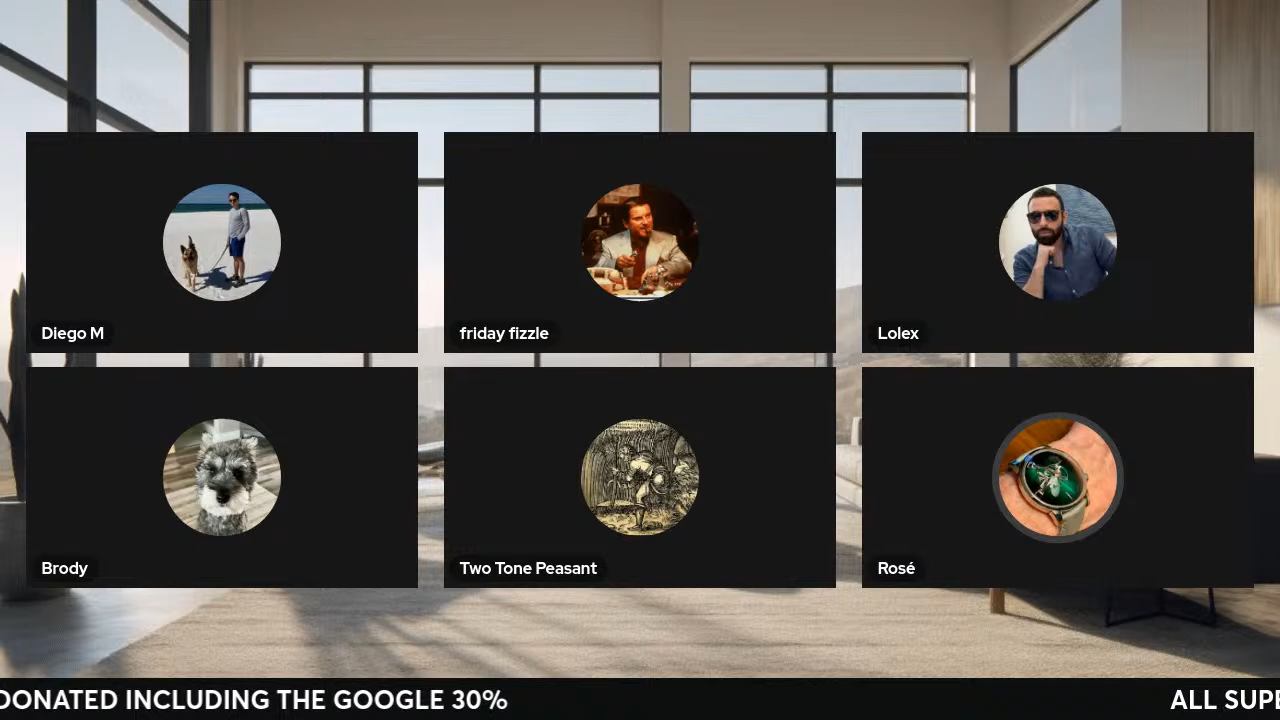 Diego M
friday fizzle
Lolex
Brody
Two Tone Peasant
Rosé
DONATED INCLUDING THE GOOGLE 30%
ALL SUPE